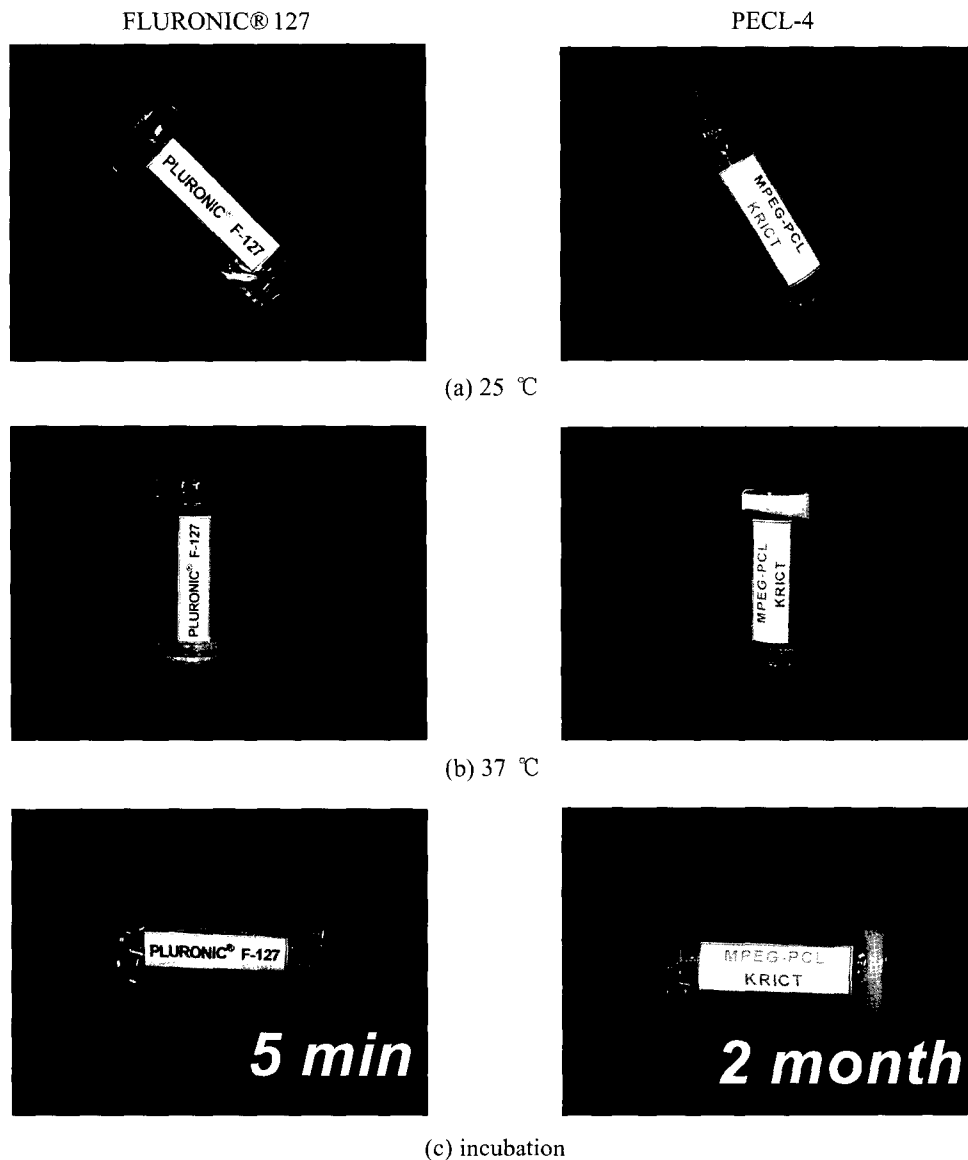 FLURONIC® 127
PECL-4
PLURONIC® F-127
MPEG-PCL
KRICT
(a) 25 ℃
PLURONIC® F-127
MPEG-PCL
KRICT
(b) 37 ℃
PLURONIC® F-127
5 min
MPEG-PCL
KRICT
2 month
(c) incubation